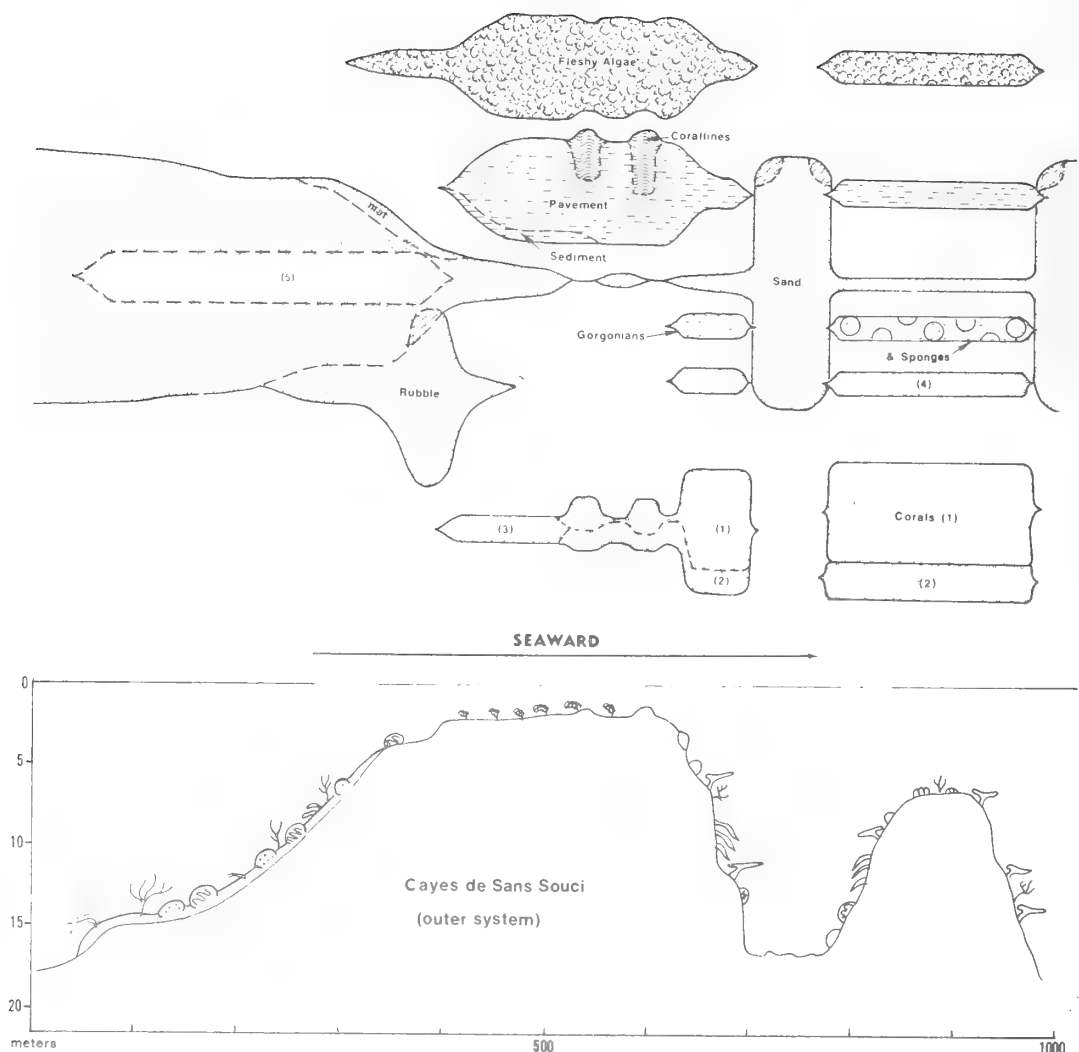 Fleshy Algae
Corallines
mat
Pavement
Sediment
(5)
Sand
Gorgonians
& Sponges
(4)
Rubble
(3)
(1)
(2)
Corals (1)
(2)
SEAWARD
0
5
10
15
20
Cayes de Sans Souci
(outer system)
meters
500
1000